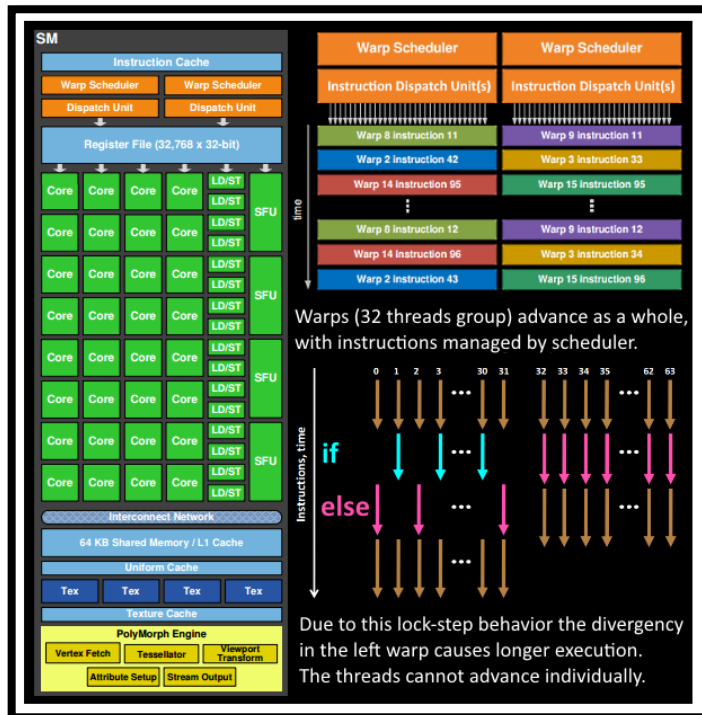 SM
Instruction Cache
Warp Scheduler Warp Scheduler
Dispatch Unit Dispatch Unit
Register File (32,768 x 32-bit)
Core Core Core Core LD/ST LD/ST SFU
Core Core Core Core LD/ST LD/ST
Core Core Core Core LD/ST LD/ST SFU
Core Core Core Core LD/ST LD/ST
Core Core Core Core LD/ST LD/ST SFU
Core Core Core Core LD/ST LD/ST
Core Core Core Core LD/ST LD/ST SFU
Core Core Core Core LD/ST LD/ST
Interconnect Network
64 KB Shared Memory / L1 Cache
Uniform Cache
Tex Tex Tex Tex
Texture Cache
PolyMorph Engine
Vertex Fetch Tessellator Viewport Transform
Attribute Setup Stream Output
Warp Scheduler Warp Scheduler
Instruction Dispatch Unit(s) Instruction Dispatch Unit(s)
time
Warp 8 instruction 11 Warp 9 instruction 11
Warp 2 instruction 42 Warp 3 instruction 33
Warp 14 Instruction 95 Warp 15 instruction 95
Warp 8 instruction 12 Warp 9 instruction 12
Warp 14 instruction 96 Warp 3 instruction 34
Warp 2 instruction 43 Warp 15 instruction 96
Warps (32 threads group) advance as a whole,
with instructions managed by scheduler.
0 1 2 3 30 31 32 33 34 35 62 63
Instructions, time
if
else
Due to this lock-step behavior the divergency
in the left warp causes longer execution.
The threads cannot advance individually.